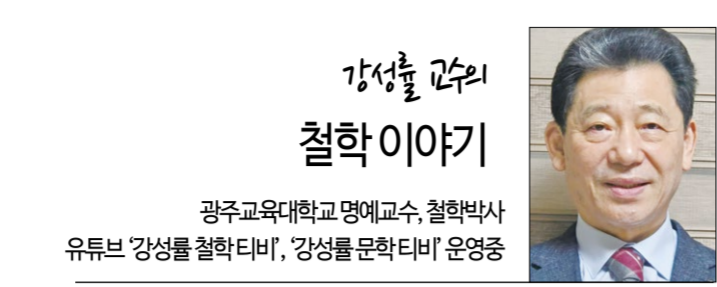 강성률 교수의
철학 이야기
광주교육대학교 명예교수, 철학박사
유튜브 ‘강성률 철학 티비’, ‘강성률 문학 티비’ 운영중